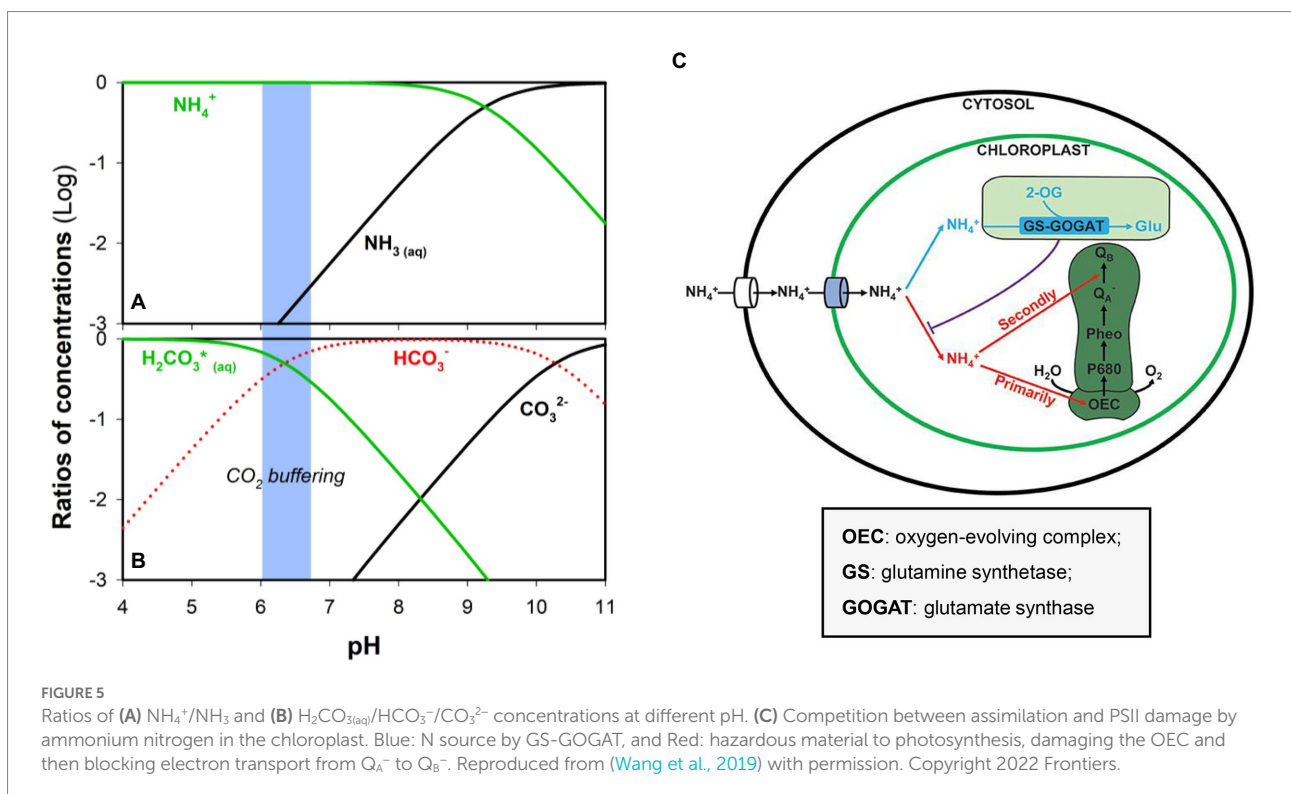 Ratios of concentrations (Log)
0
-1
-2
-3
NH₄⁺
NH₃ (aq)
A
0
-1
-2
-3
H₂CO₃* (aq)
HCO₃⁻
CO₃²⁻
CO₂ buffering
B
4 5 6 7 8 9 10 11
pH
C
CYTOSOL
CHLOROPLAST
2-OG
NH₄⁺ GS-GOGAT Glu
NH₄⁺ NH₄⁺ NH₄⁺
NH₄⁺
Secondly
Primarily
Q_B
Q_A⁻
Pheo
P680
H₂O O₂
OEC
OEC: oxygen-evolving complex;
GS: glutamine synthetase;
GOGAT: glutamate synthase
FIGURE 5
Ratios of (A) NH₄⁺/NH₃ and (B) H₂CO₃(aq)/HCO₃⁻/CO₃²⁻ concentrations at different pH. (C) Competition between assimilation and PSII damage by
ammonium nitrogen in the chloroplast. Blue: N source by GS-GOGAT, and Red: hazardous material to photosynthesis, damaging the OEC and
then blocking electron transport from Q_A⁻ to Q_B⁻. Reproduced from (Wang et al., 2019) with permission. Copyright 2022 Frontiers.